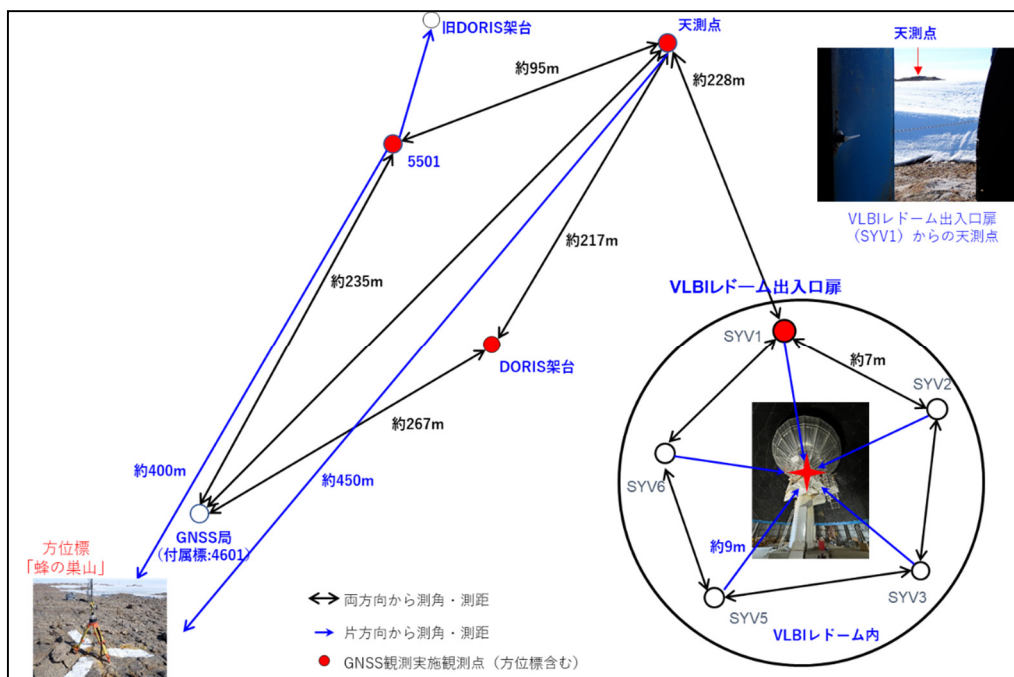 旧DORIS架台
天測点
天測点
約95m
約228m
5501
VLBIレドーム出入口扉
（SYV1）からの天測点
約217m
約235m
VLBIレドーム出入口扉
SYV1
約7m
SYV2
DORIS架台
約267m
約400m
約450m
SYV6
GNSS局
（付属標:4601）
約9m
方位標
「蜂の巣山」
SYV3
SYV5
両方向から測角・測距
片方向から測角・測距
VLBIレドーム内
GNSS観測実施観測点（方位標含む）